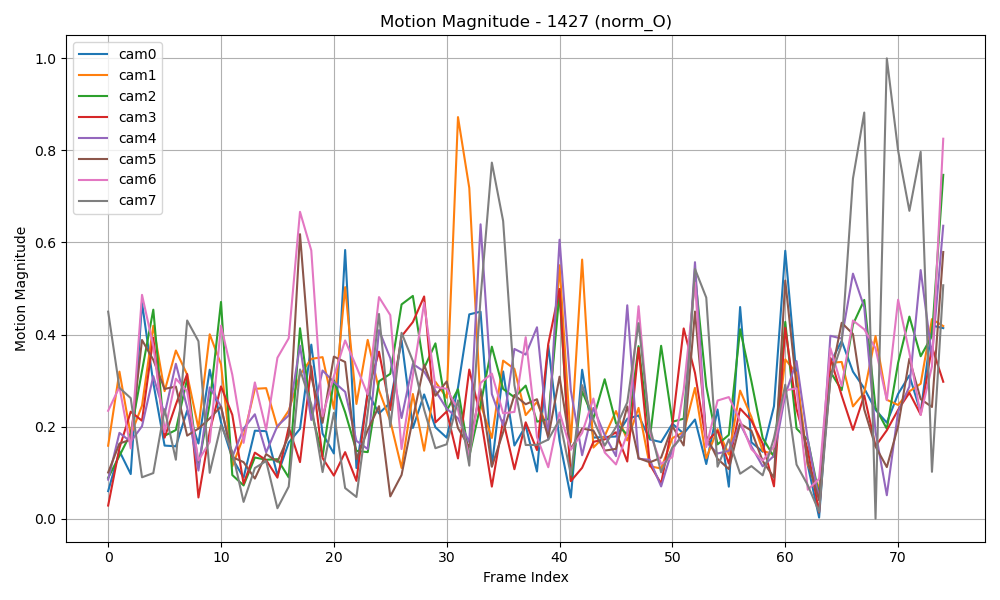 Motion Magnitude - 1427 (norm_O)
cam0
cam1
cam2
cam3
cam4
cam5
cam6
cam7
Motion Magnitude
1.0
0.8
0.6
0.4
0.2
0.0
0 10 20 30 40 50 60 70
Frame Index